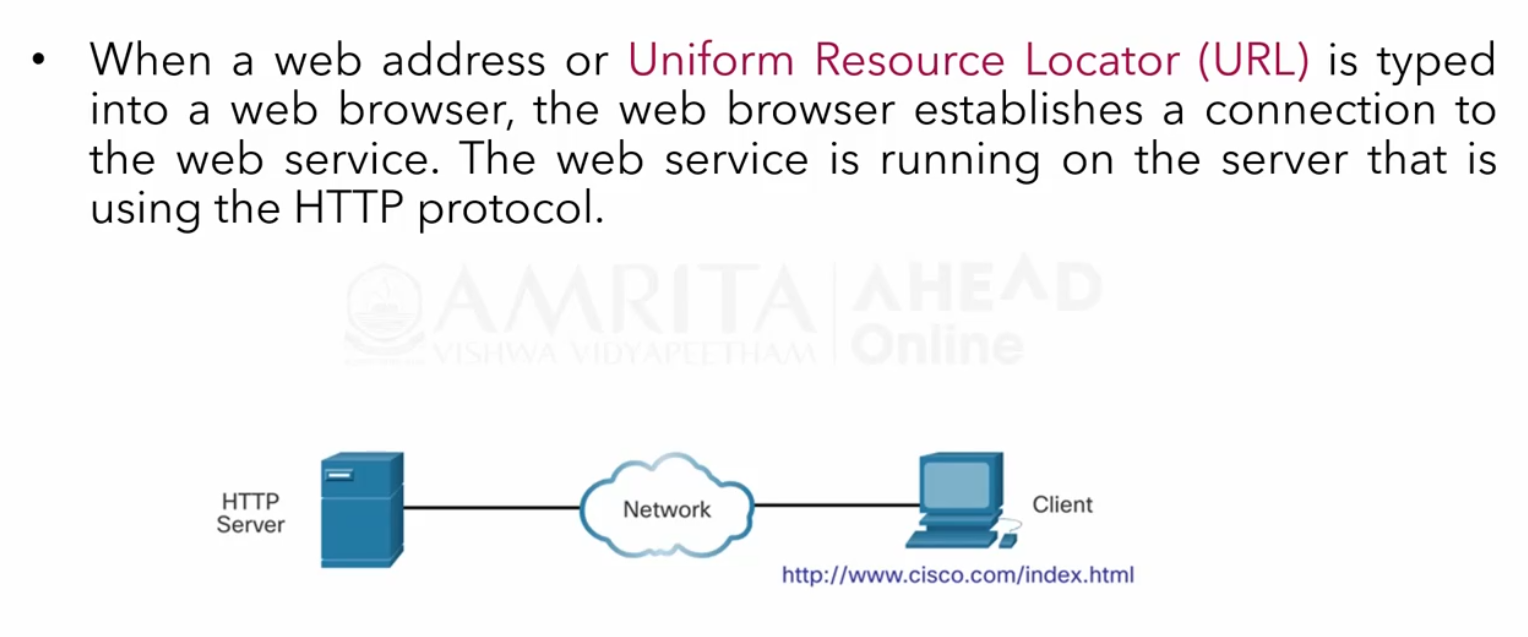 • When a web address or Uniform Resource Locator (URL) is typed
into a web browser, the web browser establishes a connection to
the web service. The web service is running on the server that is
using the HTTP protocol.
AMRITA
VISHWA VIDYAPEETHAM
AHEAD
Online
HTTP
Server
Network
Client
http://www.cisco.com/index.html